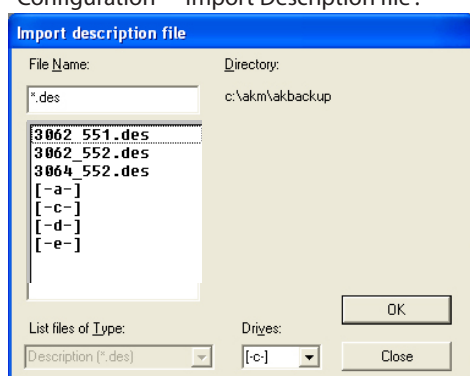 Configuration - Import Description file .
Import description file
File Name:
Directory:
*.des
c:\akm\akbackup
3062_551.des
3062_552.des
3064_552.des
[-a-]
[-c-]
[-d-]
[-e-]
OK
List files of Type:
Drives:
Description (*.des)
[-c-]
Close